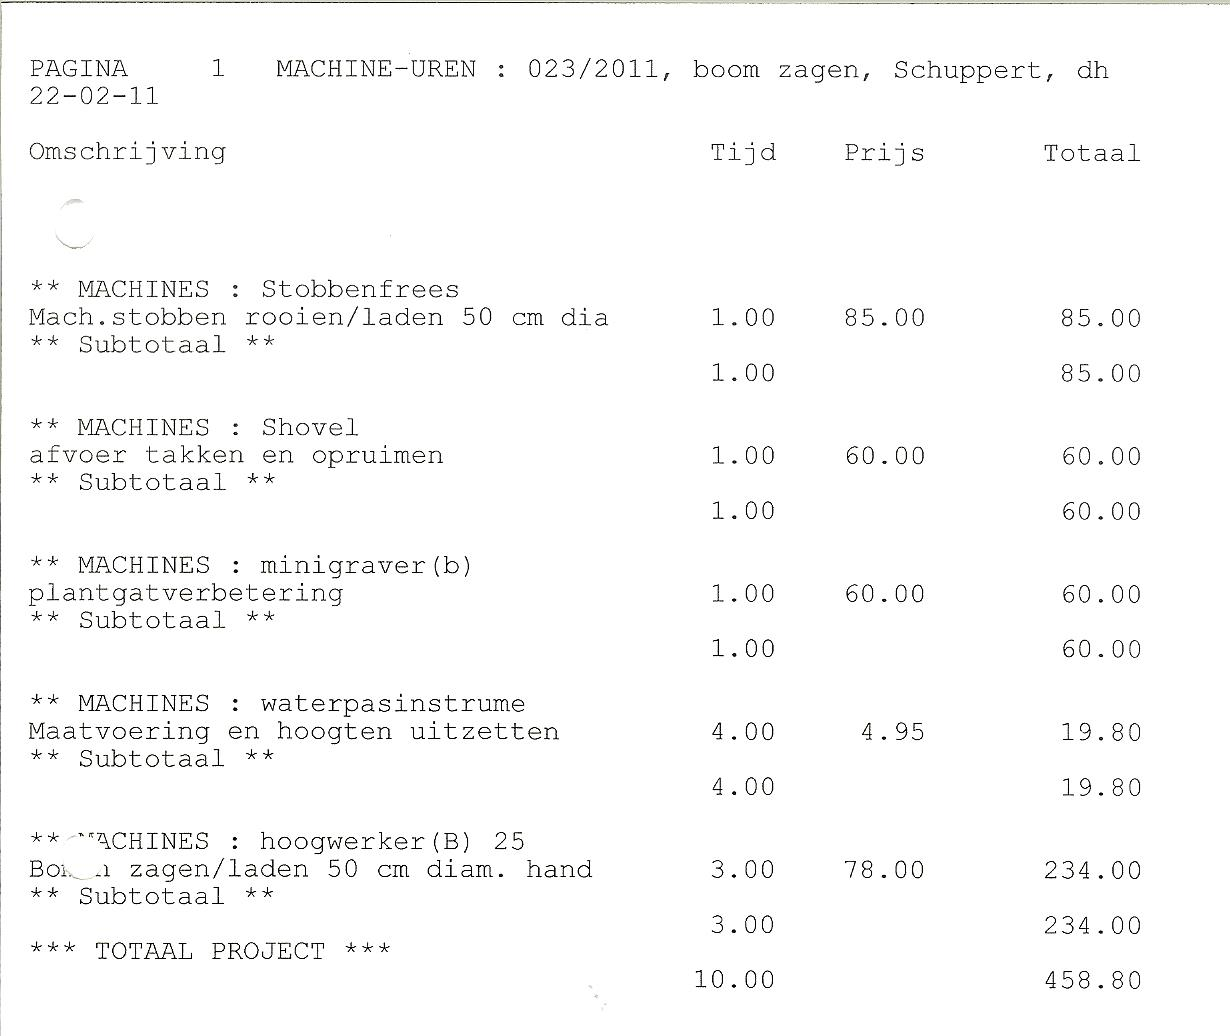 PAGINA 1 MACHINE-UREN : 023/2011, boom zagen, Schuppert, dh
22-02-11
Omschrijving Tijd Prijs Totaal
** MACHINES : Stobbenfrees
Mach.stobben rooien/laden 50 cm dia 1.00 85.00 85.00
** Subtotaal **
1.00 85.00
** MACHINES : Shovel
afvoer takken en opruimen 1.00 60.00 60.00
** Subtotaal **
1.00 60.00
** MACHINES : minigraver(b)
plantgatverbetering 1.00 60.00 60.00
** Subtotaal **
1.00 60.00
** MACHINES : waterpasinstrume
Maatvoering en hoogten uitzetten 4.00 4.95 19.80
** Subtotaal **
4.00 19.80
** MACHINES : hoogwerker(B) 25
zagen/laden 50 cm diam. hand 3.00 78.00 234.00
** Subtotaal **
3.00 234.00
*** TOTAAL PROJECT ***
10.00 458.80